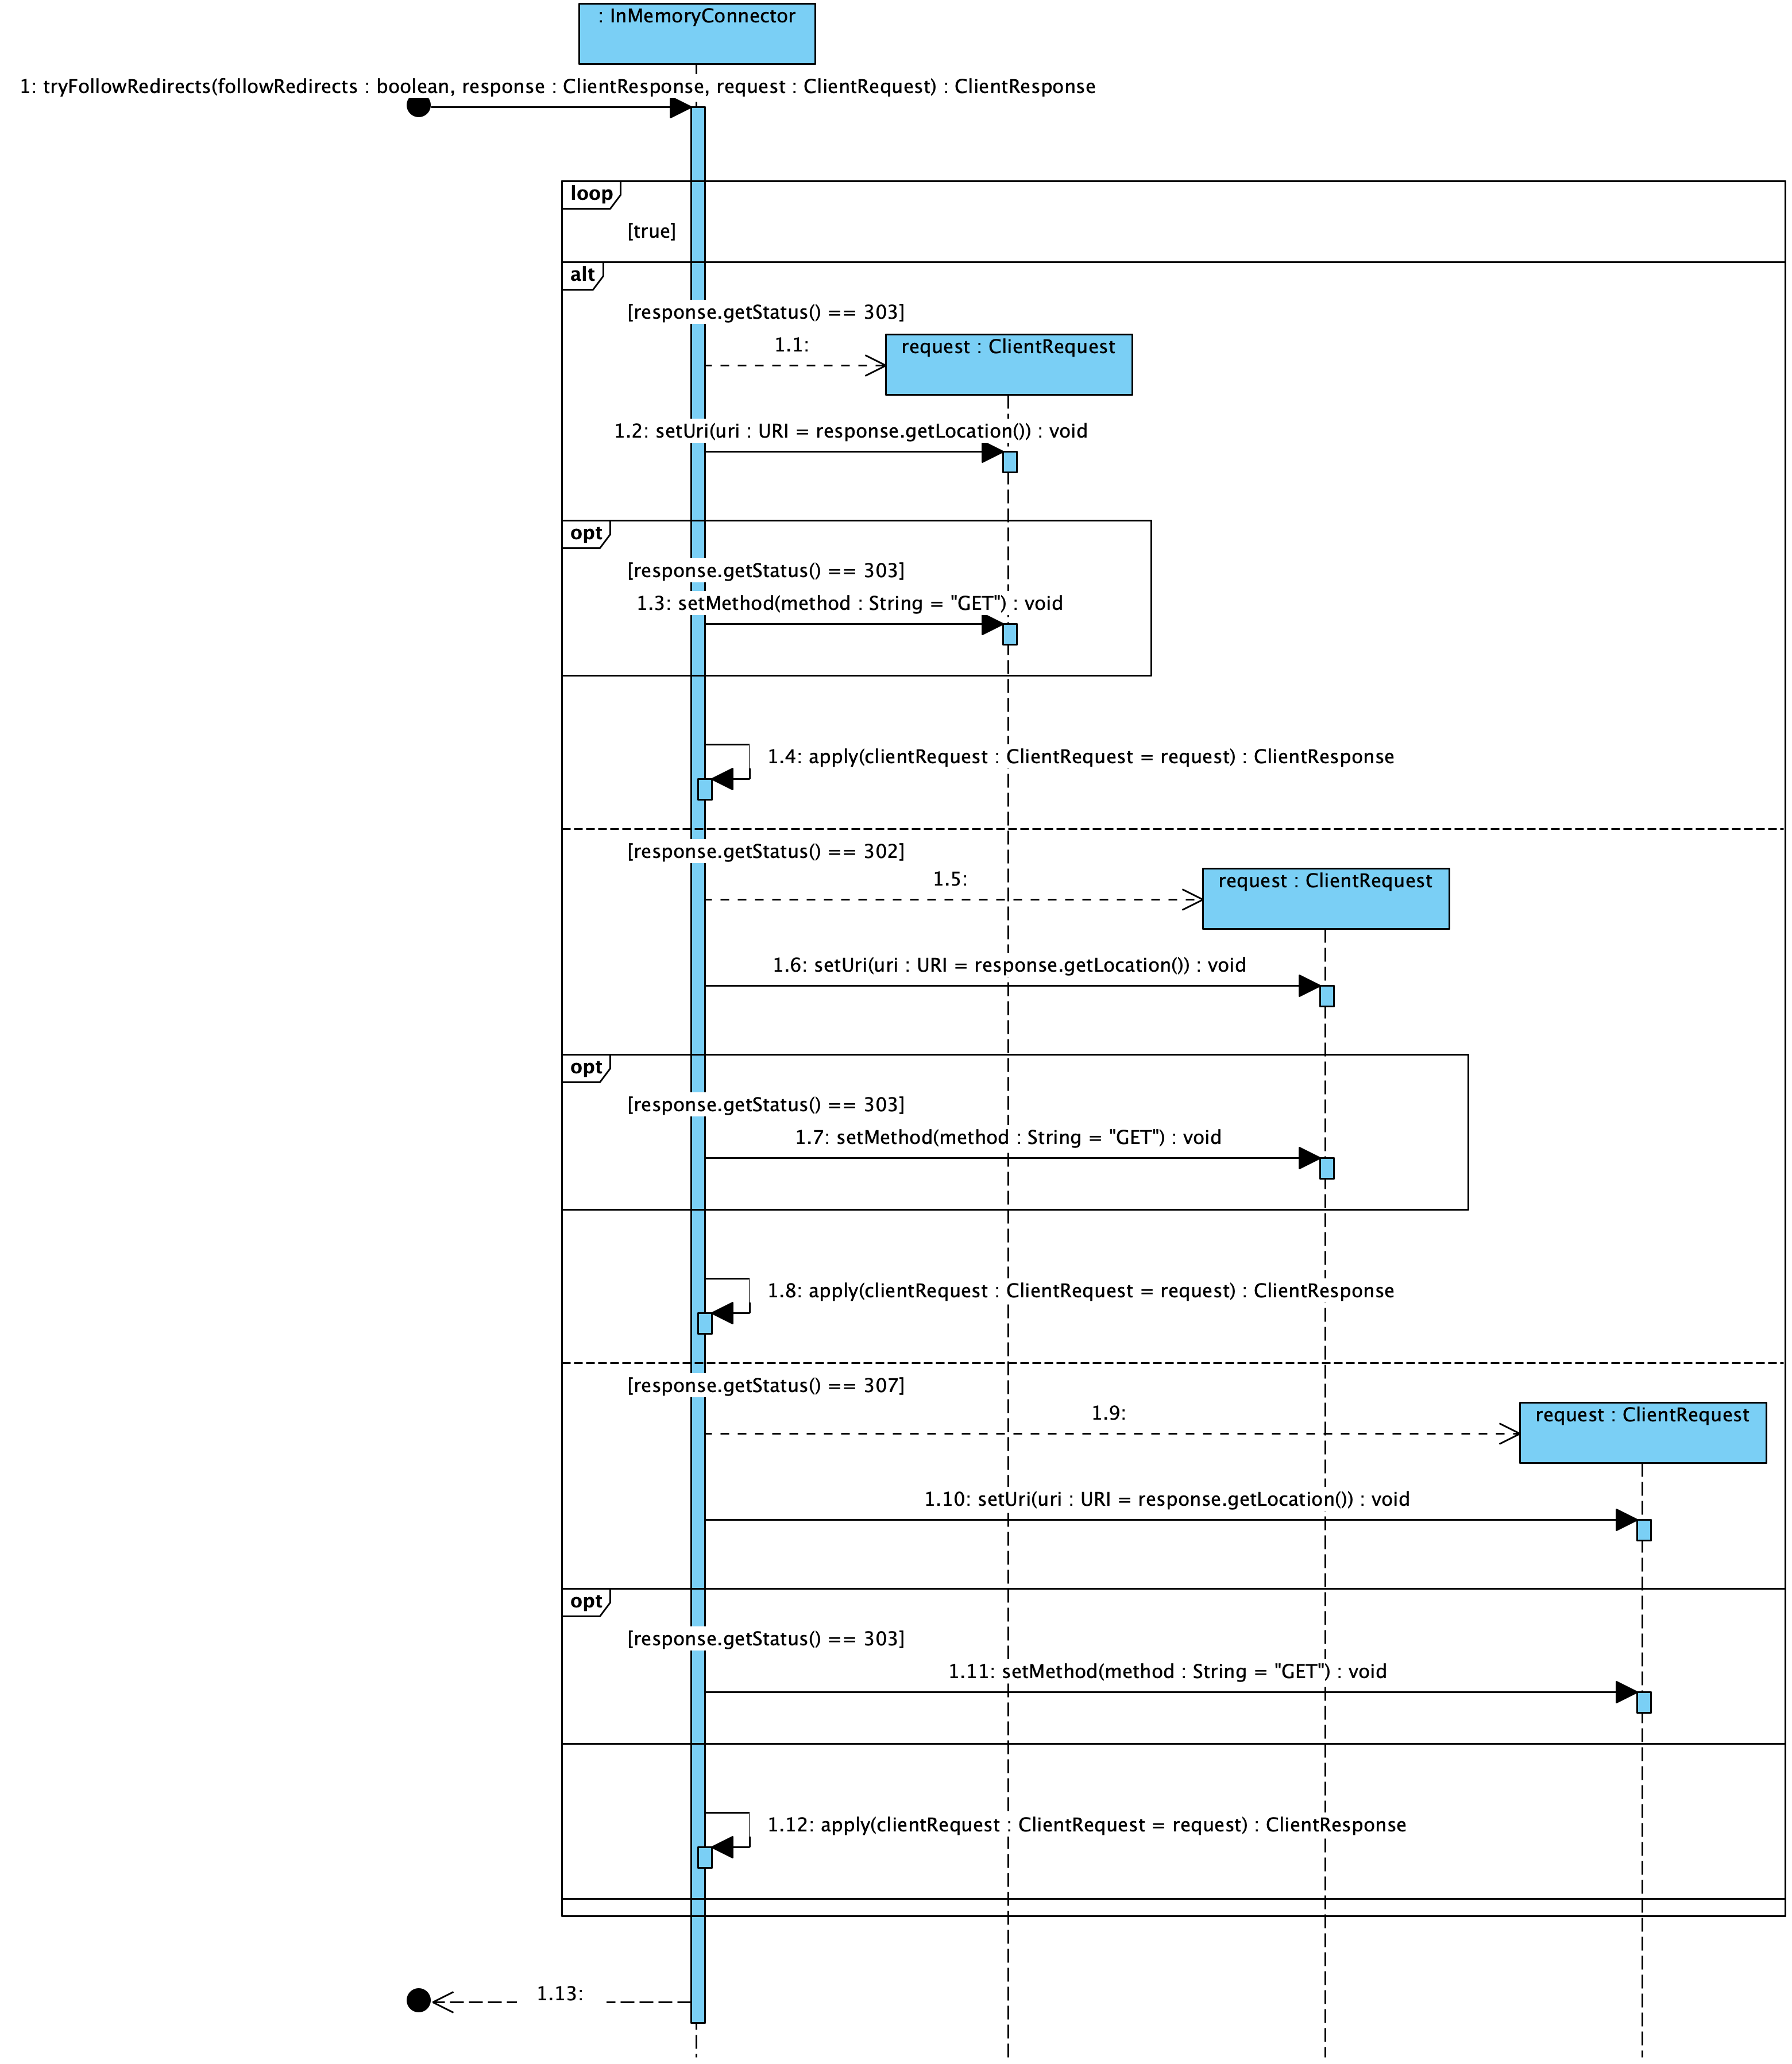 : InMemoryConnector
1: tryFollowRedirects(followRedirects : boolean, response : ClientResponse, request : ClientRequest) : ClientResponse
loop
[true]
alt
[response.getStatus() == 303]
1.1:
request : ClientRequest
1.2: setUri(uri : URI = response.getLocation()) : void
opt
[response.getStatus() == 303]
1.3: setMethod(method : String = "GET") : void
1.4: apply(clientRequest : ClientRequest = request) : ClientResponse
[response.getStatus() == 302]
1.5:
request : ClientRequest
1.6: setUri(uri : URI = response.getLocation()) : void
opt
[response.getStatus() == 303]
1.7: setMethod(method : String = "GET") : void
1.8: apply(clientRequest : ClientRequest = request) : ClientResponse
[response.getStatus() == 307]
1.9:
request : ClientRequest
1.10: setUri(uri : URI = response.getLocation()) : void
opt
[response.getStatus() == 303]
1.11: setMethod(method : String = "GET") : void
1.12: apply(clientRequest : ClientRequest = request) : ClientResponse
1.13: